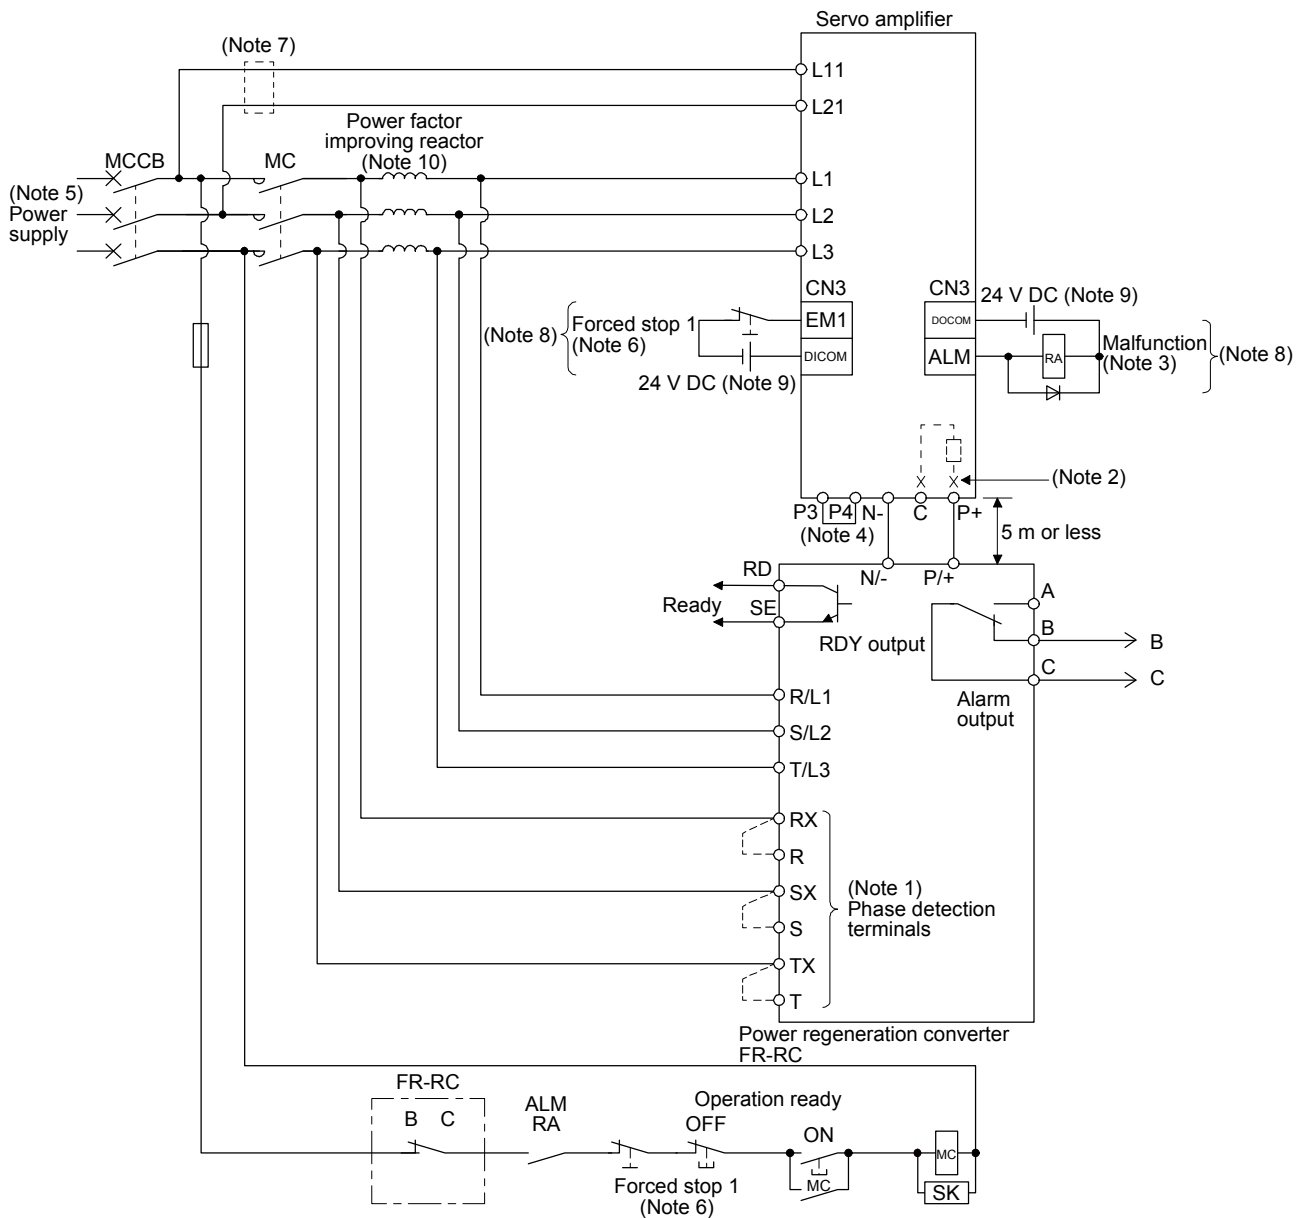 Servo amplifier
(Note 7)
L11
L21
Power factor
improving reactor
(Note 10)
MCCB
MC
L1
(Note 5)
Power
supply
L2
L3
CN3
CN3
24 V DC (Note 9)
(Note 8)
Forced stop 1
(Note 6)
EM1
DICOM
24 V DC (Note 9)
DOCOM
ALM
RA
Malfunction
(Note 3)
(Note 8)
(Note 2)
P3
P4
N-
C
P+
(Note 4)
5 m or less
N/-
P/+
RD
Ready
SE
RDY output
A
B
B
C
C
Alarm
output
R/L1
S/L2
T/L3
RX
R
SX
S
TX
T
(Note 1)
Phase detection
terminals
Power regeneration converter
FR-RC
FR-RC
B
C
ALM
RA
Operation ready
OFF
ON
MC
MC
SK
Forced stop 1
(Note 6)